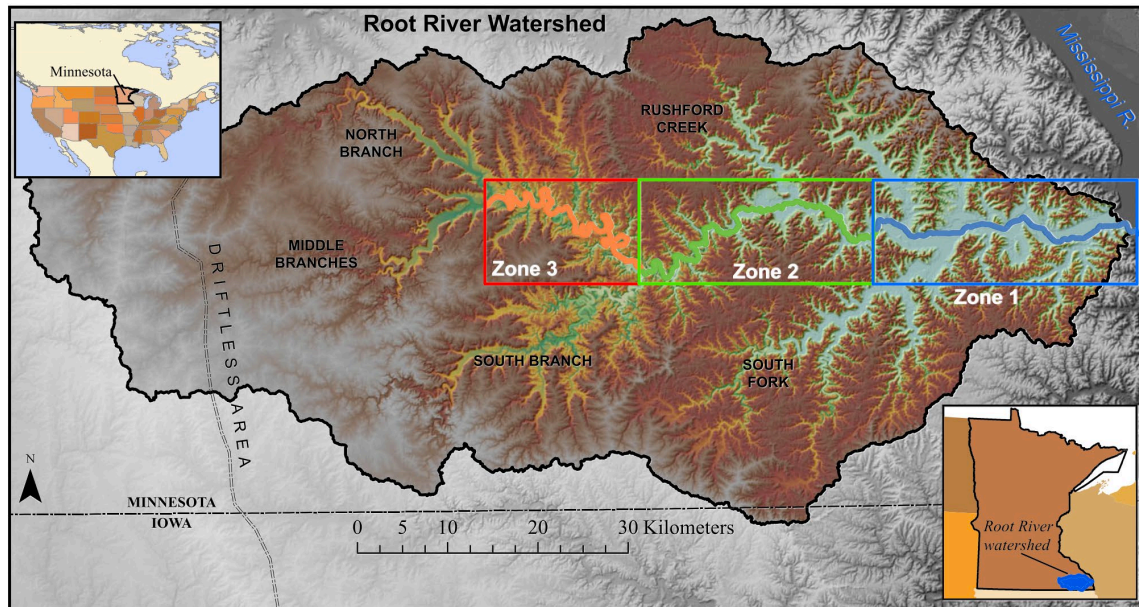 Root River Watershed
Minnesota
Mississippi R.
NORTH
BRANCH
RUSHFORD
CREEK
MIDDLE
BRANCHES
Zone 3
Zone 2
Zone 1
DRIFTLESS AREA
SOUTH BRANCH
SOUTH
FORK
N
MINNESOTA
IOWA
0 5 10 20 30 Kilometers
Root River
watershed